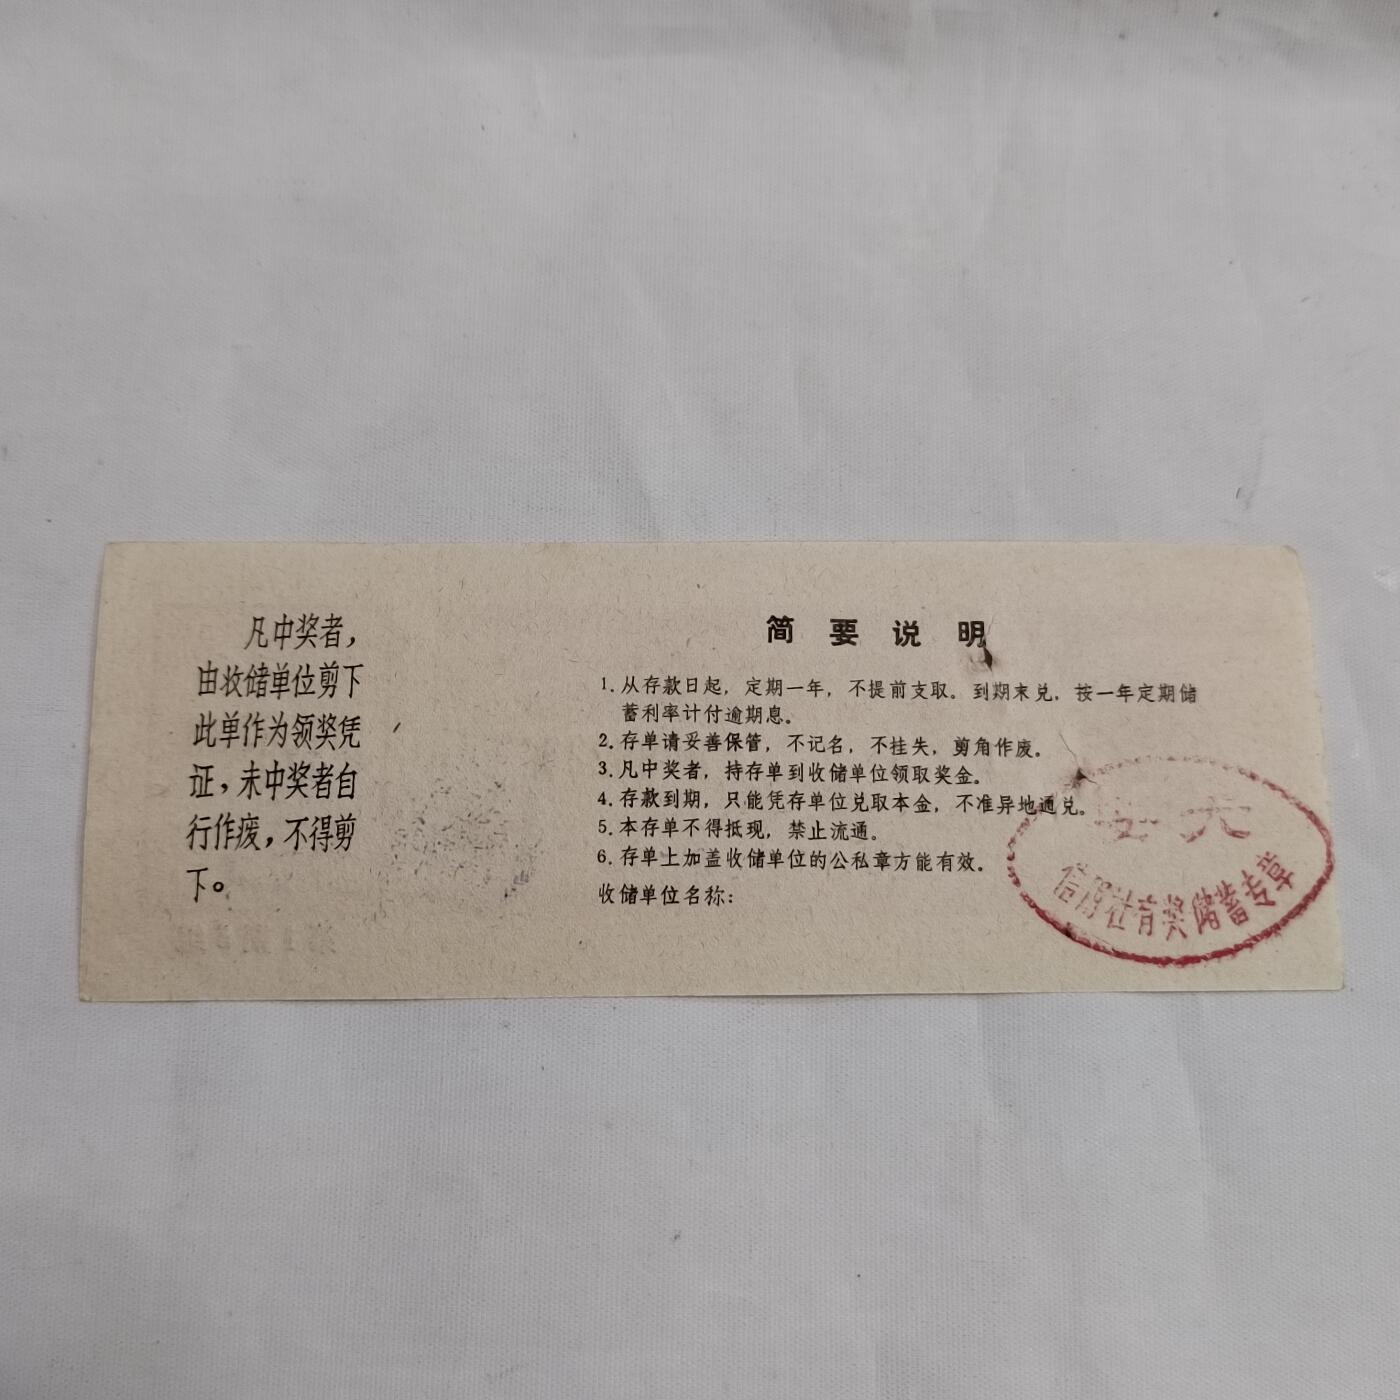 凡中奖者，
由收储单位剪下
此单作为领奖凭
证，未中奖者自
行作废，不得剪
下。
简要说明
1. 从存款日起，定期一年，不提前支取。到期末兑，按一年定期储
蓄利率计付逾期息。
2. 存单请妥善保管，不记名，不挂失，剪角作废。
3. 凡中奖者，持存单到收储单位领取奖金。
4. 存款到期，只能凭存单位兑取本金，不准异地通兑。
5. 本存单不得抵现，禁止流通。
6. 存单上加盖收储单位的公私章方能有效。
收储单位名称：
信用社有奖储蓄专章